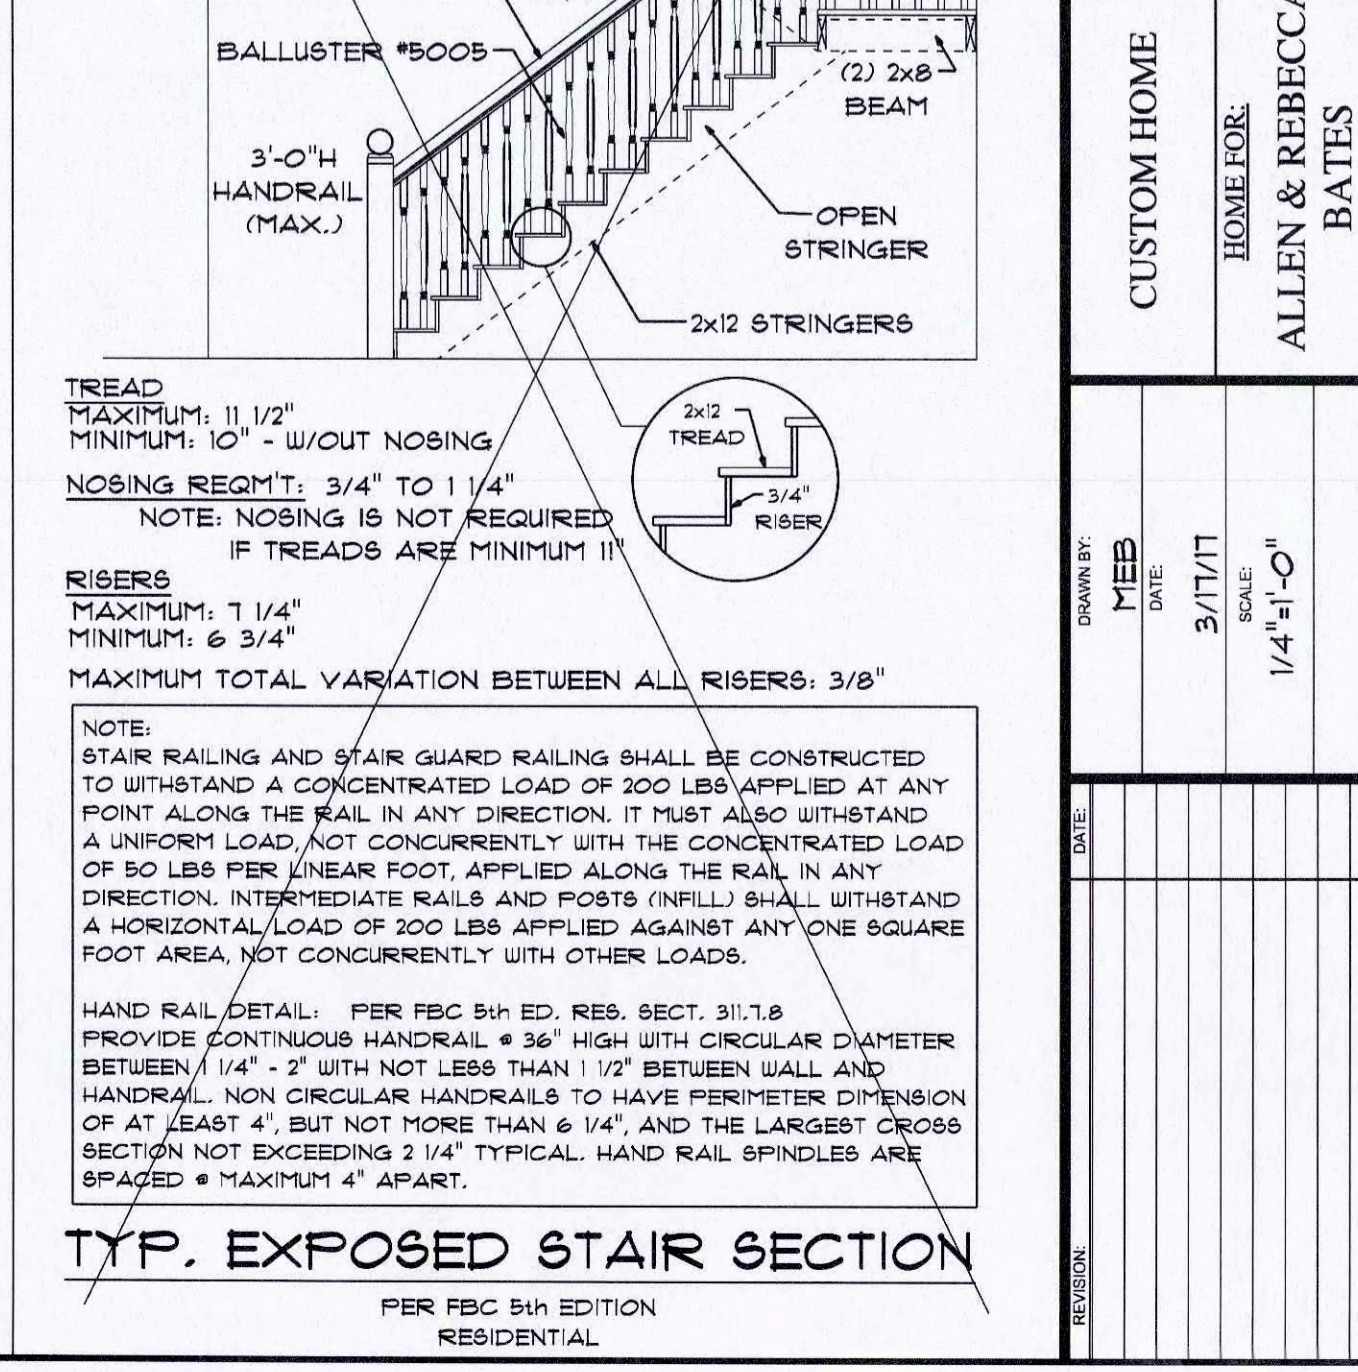 BALLUSTER #5005
(2) 2x8
BEAM
3'-0"H
HANDRAIL
(MAX.)
OPEN
STRINGER
2x12 STRINGERS
TREAD
MAXIMUM: 11 1/2"
MINIMUM: 10" - W/OUT NOSING
NOSING REQM'T: 3/4" TO 1 1/4"
NOTE: NOSING IS NOT REQUIRED
IF TREADS ARE MINIMUM 11"
2x12
TREAD
3/4"
RISER
RISERS
MAXIMUM: 7 1/4"
MINIMUM: 6 3/4"
MAXIMUM TOTAL VARIATION BETWEEN ALL RISERS: 3/8"
NOTE:
STAIR RAILING AND STAIR GUARD RAILING SHALL BE CONSTRUCTED
TO WITHSTAND A CONCENTRATED LOAD OF 200 LBS APPLIED AT ANY
POINT ALONG THE RAIL IN ANY DIRECTION. IT MUST ALSO WITHSTAND
A UNIFORM LOAD, NOT CONCURRENTLY WITH THE CONCENTRATED LOAD
OF 50 LBS PER LINEAR FOOT, APPLIED ALONG THE RAIL IN ANY
DIRECTION. INTERMEDIATE RAILS AND POSTS (INFILL) SHALL WITHSTAND
A HORIZONTAL LOAD OF 200 LBS APPLIED AGAINST ANY ONE SQUARE
FOOT AREA, NOT CONCURRENTLY WITH OTHER LOADS.
HAND RAIL DETAIL: PER FBC 5th ED. RES. SECT. 311.7.8
PROVIDE CONTINUOUS HANDRAIL @ 36" HIGH WITH CIRCULAR DIAMETER
BETWEEN 1 1/4" - 2" WITH NOT LESS THAN 1 1/2" BETWEEN WALL AND
HANDRAIL. NON CIRCULAR HANDRAILS TO HAVE PERIMETER DIMENSION
OF AT LEAST 4", BUT NOT MORE THAN 6 1/4", AND THE LARGEST CROSS
SECTION NOT EXCEEDING 2 1/4" TYPICAL. HAND RAIL SPINDLES ARE
SPACED @ MAXIMUM 4" APART.
TYP. EXPOSED STAIR SECTION
PER FBC 5th EDITION
RESIDENTIAL
CUSTOM HOME
HOME FOR:
ALLEN & REBECCA
BATES
DRAWN BY:
MEB
DATE:
3/17/17
SCALE:
1/4"=1'-0"
REVISION:
DATE: